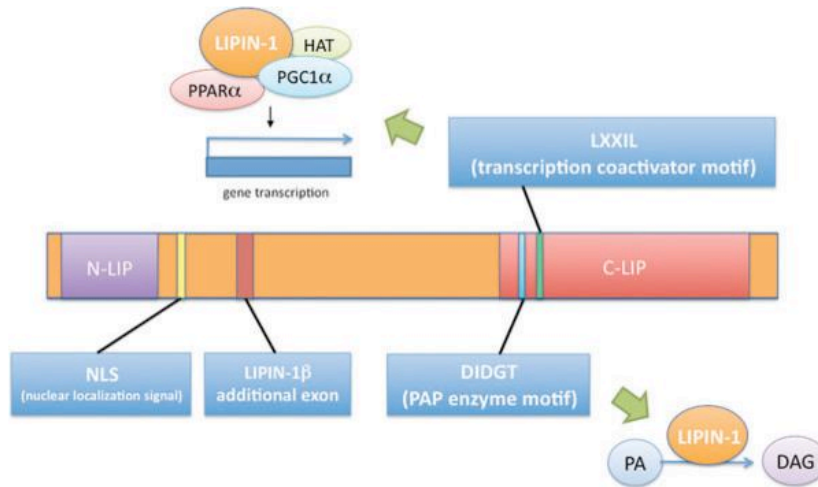 LIPIN-1
HAT
PPARα
PGC1α
gene transcription
LXXIL
(transcription coactivator motif)
N-LIP
C-LIP
NLS
(nuclear localization signal)
LIPIN-1β
additional exon
DIDGT
(PAP enzyme motif)
LIPIN-1
PA
DAG